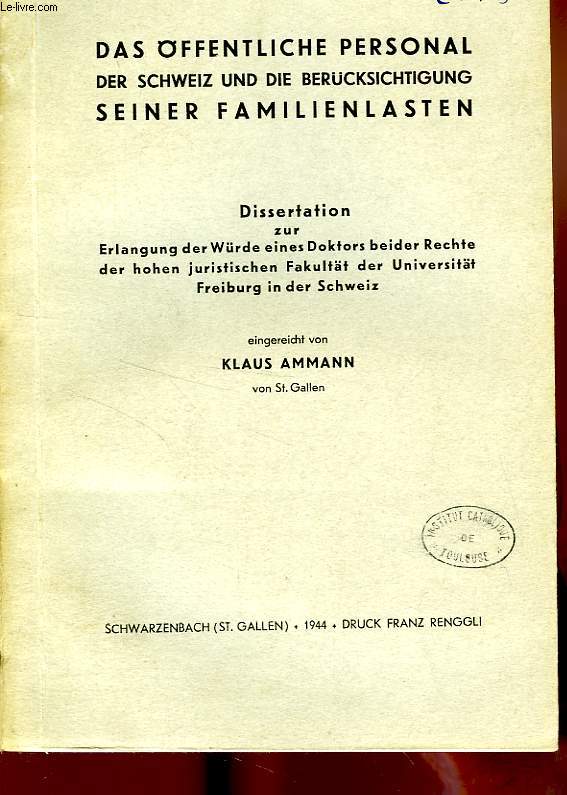 Le-livre.com
DAS ÖFFENTLICHE PERSONAL
DER SCHWEIZ UND DIE BERÜCKSICHTIGUNG
SEINER FAMILIENLASTEN
Dissertation
zur
Erlangung der Würde eines Doktors beider Rechte
der hohen juristischen Fakultät der Universität
Freiburg in der Schweiz
eingereicht von
KLAUS AMMANN
von St. Gallen
INSTITUT CATHOLIQUE
DE
TOULOUSE
SCHWARZENBACH (ST. GALLEN) + 1944 + DRUCK FRANZ RENGGLI